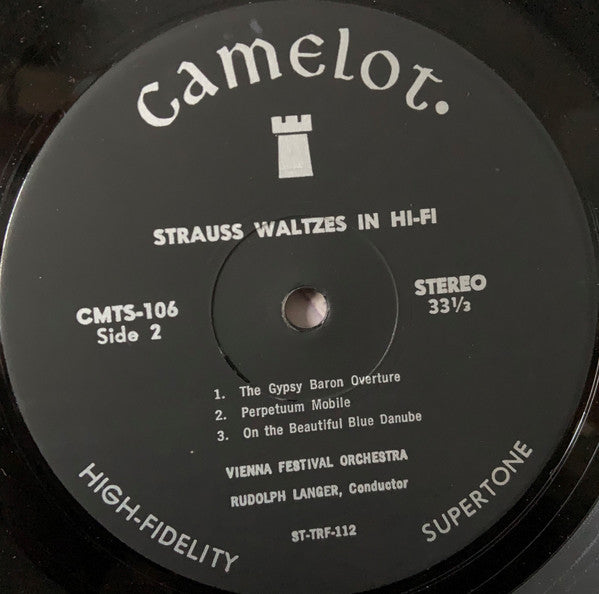 Camelot.
STRAUSS WALTZES IN HI-FI
CMTS-106
Side 2
STEREO
33⅓
1. The Gypsy Baron Overture
2. Perpetuum Mobile
3. On the Beautiful Blue Danube
VIENNA FESTIVAL ORCHESTRA
RUDOLPH LANGER, Conductor
ST-TRF-112
HIGH-FIDELITY
SUPERTONE